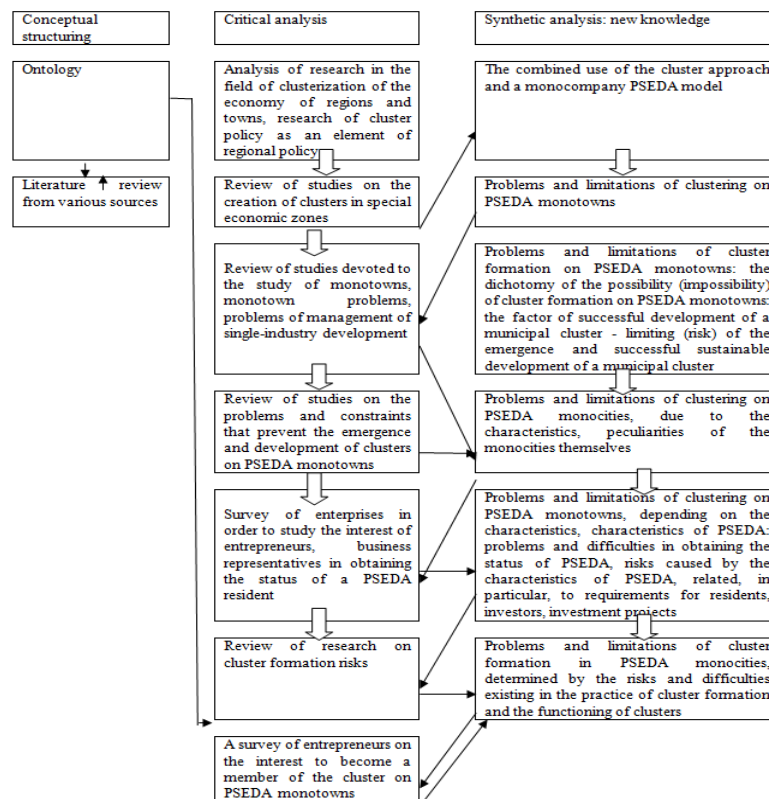 Conceptual
structuring
Critical analysis
Synthetic analysis: new knowledge
Ontology
Literature review
from various sources
Analysis of research in the
field of clusterization of the
economy of regions and
towns, research of cluster
policy as an element of
regional policy
Review of studies on the
creation of clusters in special
economic zones
Review of studies devoted to
the study of monotowns,
monotown problems,
problems of management of
single-industry development
Review of studies on the
problems and constraints
that prevent the emergence
and development of clusters
on PSEDA monotowns
Survey of enterprises in
order to study the interest of
entrepreneurs, business
representatives in obtaining
the status of a PSEDA
resident
Review of research on
cluster formation risks
A survey of entrepreneurs on
the interest to become a
member of the cluster on
PSEDA monotowns
The combined use of the cluster approach
and a monocompany PSEDA model
Problems and limitations of clustering on
PSEDA monotowns
Problems and limitations of cluster
formation on PSEDA monotowns: the
dichotomy of the possibility (impossibility)
of cluster formation on PSEDA monotowns:
the factor of successful development of a
municipal cluster - limiting (risk) of the
emergence and successful sustainable
development of a municipal cluster
Problems and limitations of clustering on
PSEDA monocities, due to the
characteristics, peculiarities of the
monocities themselves
Problems and limitations of clustering on
PSEDA monotowns, depending on the
characteristics, characteristics of PSEDA:
problems and difficulties in obtaining the
status of PSEDA, risks caused by the
characteristics of PSEDA, related, in
particular, to requirements for residents,
investors, investment projects
Problems and limitations of cluster
formation in PSEDA monocities,
determined by the risks and difficulties
existing in the practice of cluster formation
and the functioning of clusters